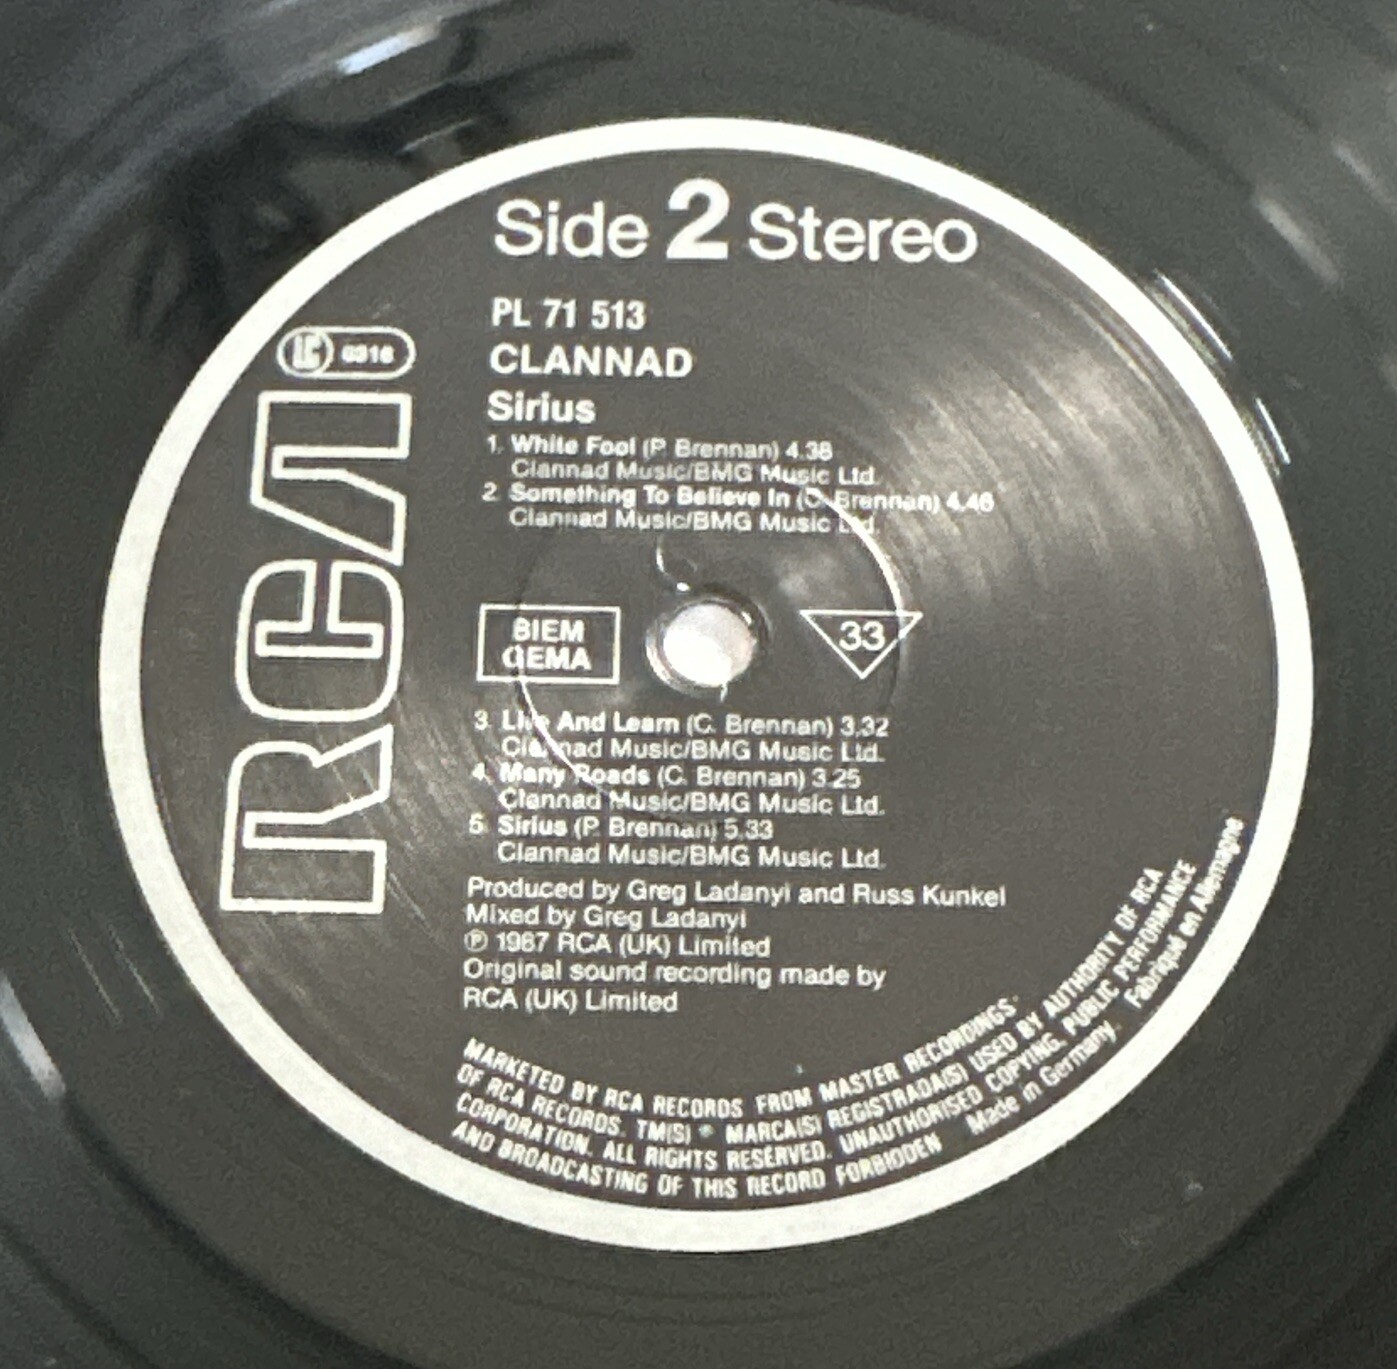 Side 2 Stereo
PL 71 513
CLANNAD
Sirius
1. White Fool (P. Brennan) 4.38
Clannad Music/BMG Music Ltd.
2. Something To Believe In (C. Brennan) 4.46
Clannad Music/BMG Music Ltd.
LC 0316
RCA
BIEM
GEMA
33
3. Live And Learn (C. Brennan) 3.32
Clannad Music/BMG Music Ltd.
4. Many Roads (C. Brennan) 3.25
Clannad Music/BMG Music Ltd.
5. Sirius (P. Brennan) 5.33
Clannad Music/BMG Music Ltd.
Produced by Greg Ladanyi and Russ Kunkel
Mixed by Greg Ladanyi
℗ 1987 RCA (UK) Limited
Original sound recording made by
RCA (UK) Limited
MARKETED BY RCA RECORDS FROM MASTER RECORDINGS
OF RCA RECORDS. TM(S) ® MARCA(S) REGISTRADA(S) USED BY AUTHORITY OF RCA
CORPORATION. ALL RIGHTS RESERVED. UNAUTHORISED COPYING, PUBLIC PERFORMANCE
AND BROADCASTING OF THIS RECORD FORBIDDEN Made in Germany. Fabriqué en Allemagne